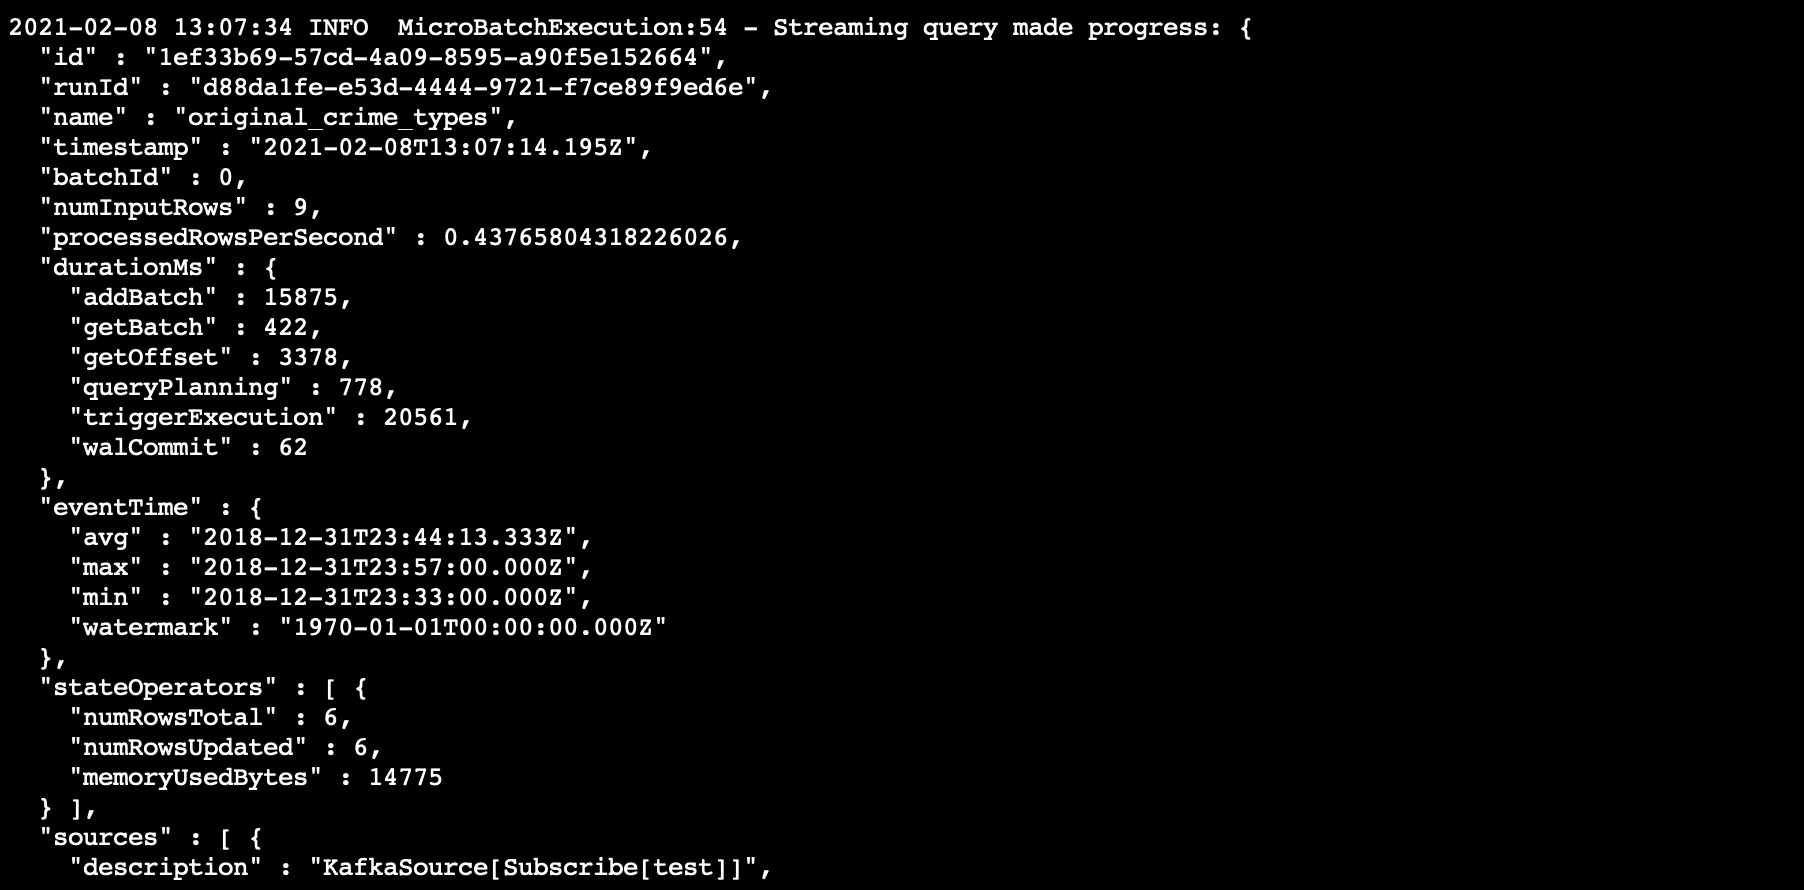 2021-02-08 13:07:34 INFO  MicroBatchExecution:54 - Streaming query made progress: {
  "id" : "1ef33b69-57cd-4a09-8595-a90f5e152664",
  "runId" : "d88da1fe-e53d-4444-9721-f7ce89f9ed6e",
  "name" : "original_crime_types",
  "timestamp" : "2021-02-08T13:07:14.195Z",
  "batchId" : 0,
  "numInputRows" : 9,
  "processedRowsPerSecond" : 0.43765804318226026,
  "durationMs" : {
    "addBatch" : 15875,
    "getBatch" : 422,
    "getOffset" : 3378,
    "queryPlanning" : 778,
    "triggerExecution" : 20561,
    "walCommit" : 62
  },
  "eventTime" : {
    "avg" : "2018-12-31T23:44:13.333Z",
    "max" : "2018-12-31T23:57:00.000Z",
    "min" : "2018-12-31T23:33:00.000Z",
    "watermark" : "1970-01-01T00:00:00.000Z"
  },
  "stateOperators" : [ {
    "numRowsTotal" : 6,
    "numRowsUpdated" : 6,
    "memoryUsedBytes" : 14775
  } ],
  "sources" : [ {
    "description" : "KafkaSource[Subscribe[test]]",